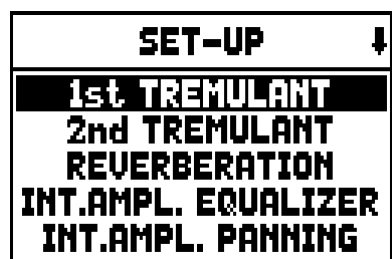 SET-UP
1st TREMULANT
2nd TREMULANT
REVERBERATION
INT.AMPL. EQUALIZER
INT.AMPL. PANNING